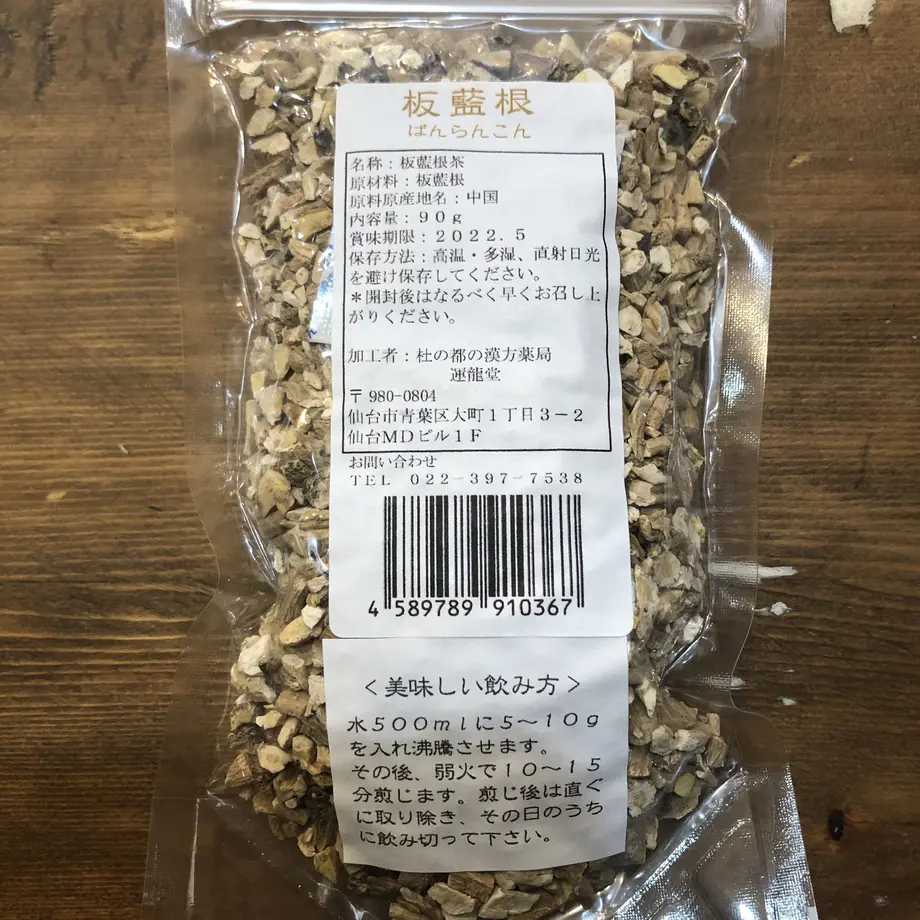 板藍根
ばんらんこん
名称：板藍根茶
原材料：板藍根
原料原産地名：中国
内容量：９０ｇ
賞味期限：２０２２．５
保存方法：高温・多湿、直射日光
を避け保存してください。
＊開封後はなるべく早くお召し上
がりください。
加工者：杜の都の漢方薬局
運龍堂
〒980-0804
仙台市青葉区大町１丁目３－２
仙台ＭＤビル１Ｆ
お問い合わせ
ＴＥＬ ０２２－３９７－７５３８
4 589789 910367
＜美味しい飲み方＞
水５００ｍｌに５～１０ｇ
を入れ沸騰させます。
その後、弱火で１０～１５
分煎じます。煎じ後は直ぐ
に取り除き、その日のうち
に飲み切って下さい。